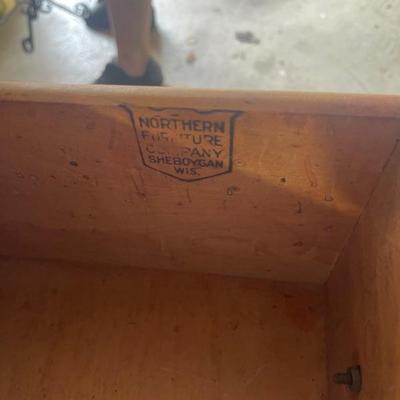 NORTHERN
FURNITURE
COMPANY
SHEBOYGAN
WIS.